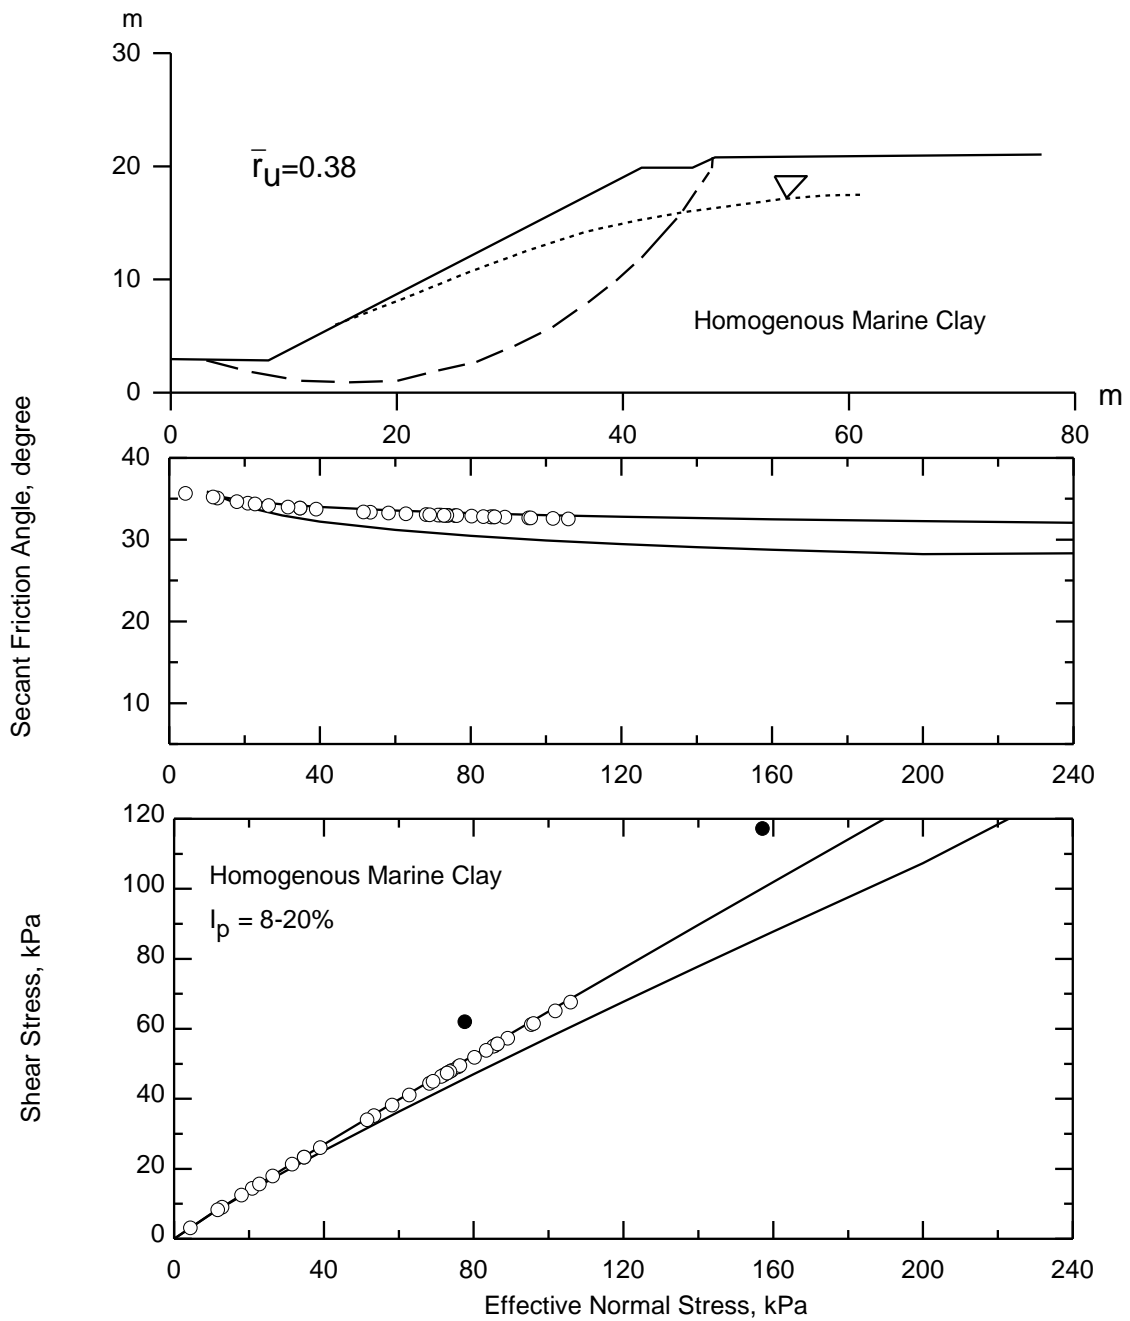 m
30
r̅u=0.38
20
10
Homogenous Marine Clay
0
m
0 20 40 60 80
Secant Friction Angle, degree
40
30
20
10
0 40 80 120 160 200 240
Shear Stress, kPa
120
Homogenous Marine Clay
100
Ip = 8-20%
80
60
40
20
0
0 40 80 120 160 200 240
Effective Normal Stress, kPa